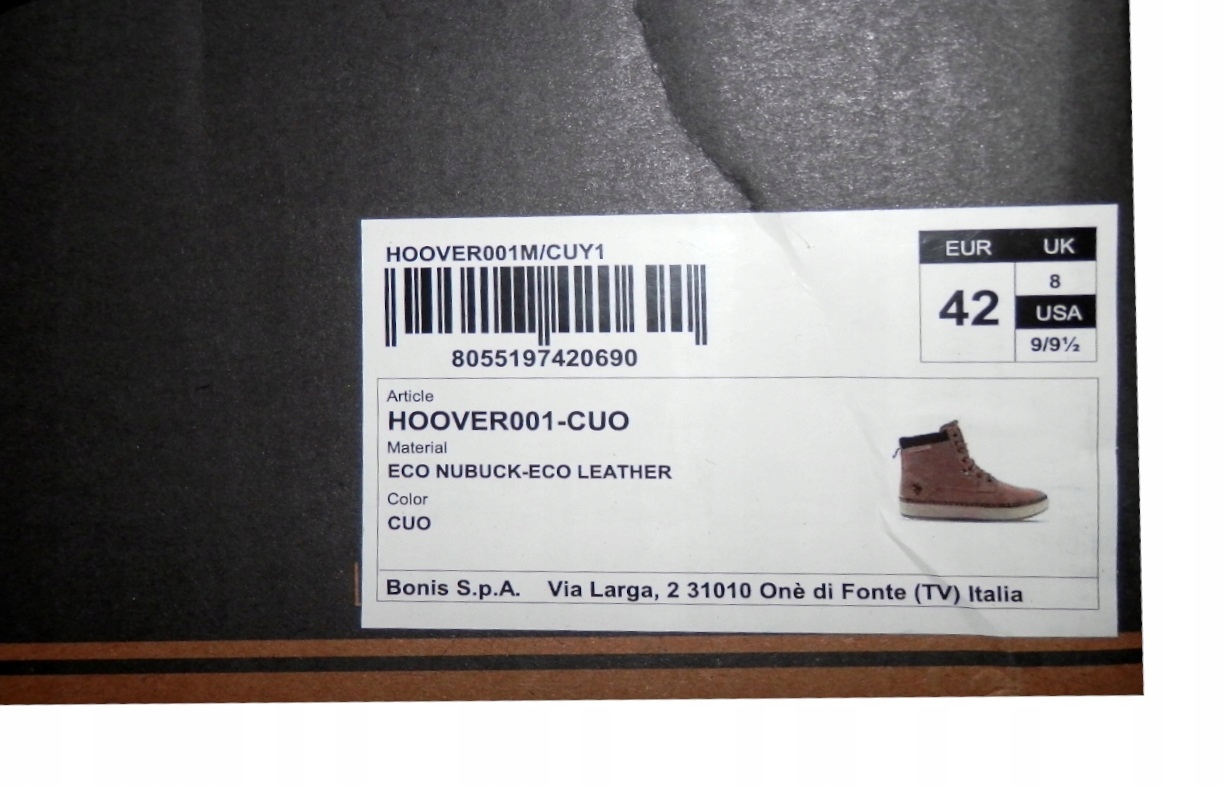 HOOVER001M/CUY1
8055197420690
EUR
UK
42
8
USA
9/9½
Article
HOOVER001-CUO
Material
ECO NUBUCK-ECO LEATHER
Color
CUO
Bonis S.p.A. Via Larga, 2 31010 Onè di Fonte (TV) Italia